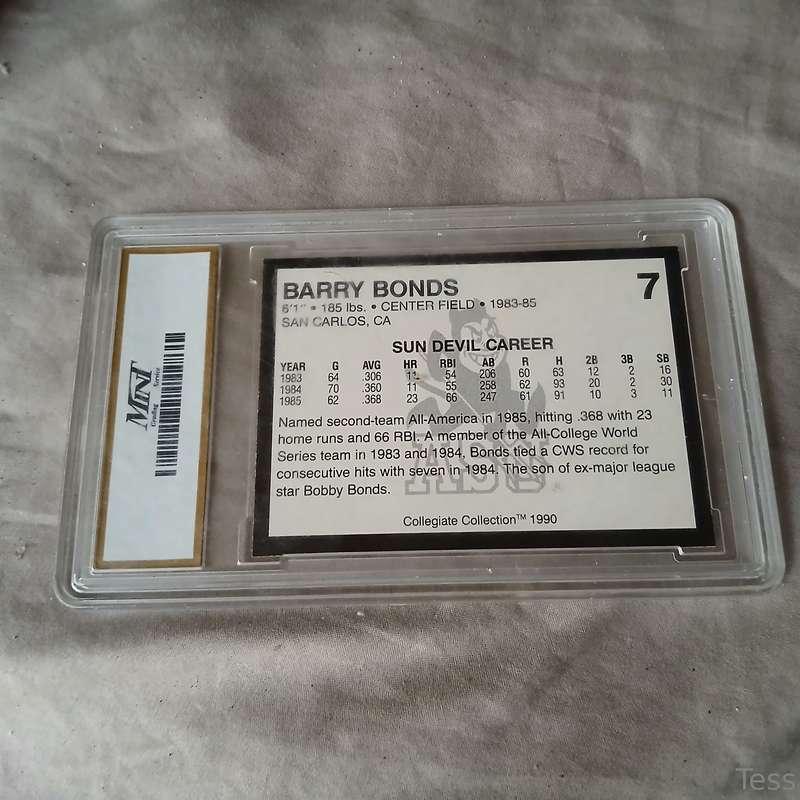 MINT
Grading Service
BARRY BONDS 7
6'1" • 185 lbs. • CENTER FIELD • 1983-85
SAN CARLOS, CA
SUN DEVIL CAREER
YEAR G AVG HR RBI AB R H 2B 3B SB
1983 64 .306 11 54 206 60 63 12 2 16
1984 70 .360 11 55 258 62 93 20 2 30
1985 62 .368 23 66 247 61 91 10 3 11
Named second-team All-America in 1985, hitting .368 with 23
home runs and 66 RBI. A member of the All-College World
Series team in 1983 and 1984, Bonds tied a CWS record for
consecutive hits with seven in 1984. The son of ex-major league
star Bobby Bonds.
ASU
Collegiate Collection™ 1990
Tess